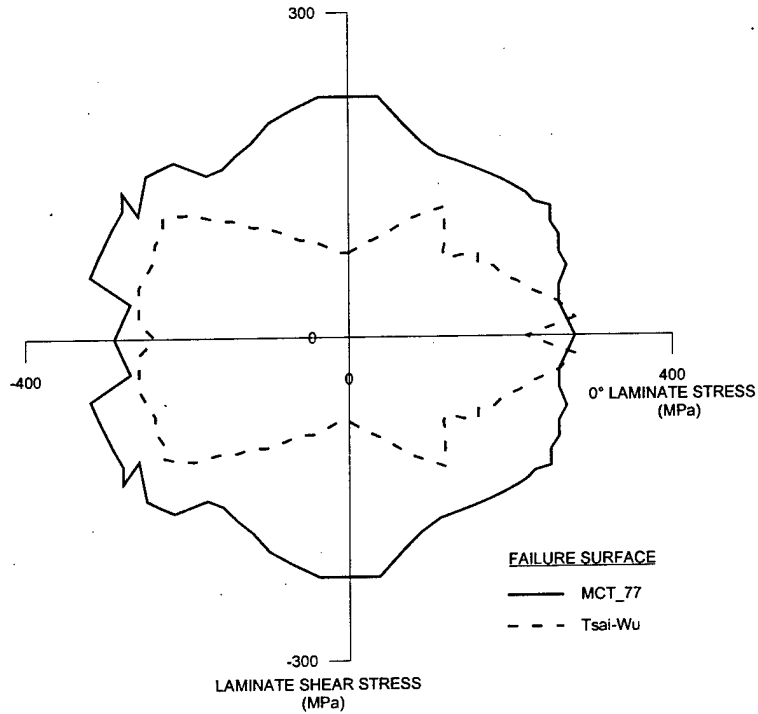 300
0
-400
0
400
0° LAMINATE STRESS
(MPa)
FAILURE SURFACE
MCT_77
Tsai-Wu
-300
LAMINATE SHEAR STRESS
(MPa)